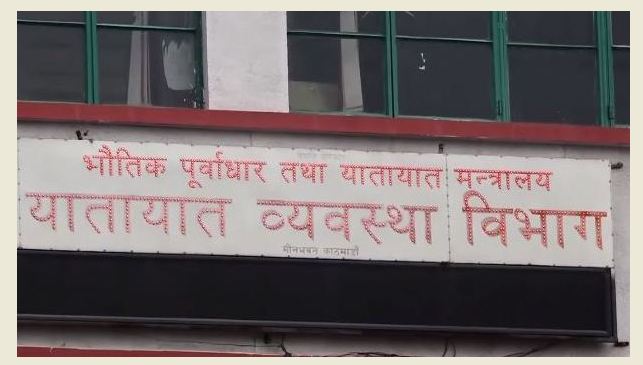 भौतिक पूर्वाधार तथा यातायात मन्त्रालय
यातायात व्यवस्था विभाग
मीनभवन काठमाडौं